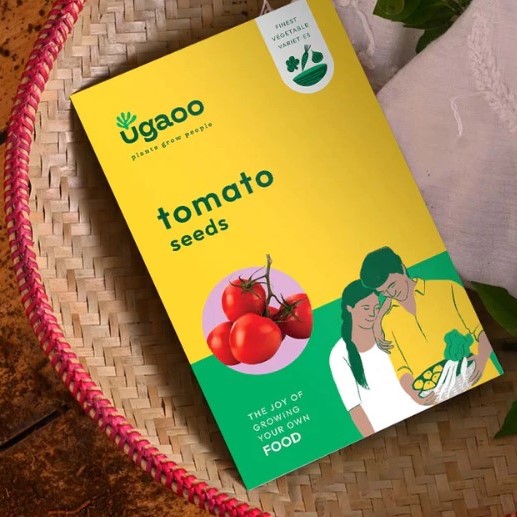 FINEST
VEGETABLE
VARIETIES
ugaoo
plants grow people
tomato
seeds
THE JOY OF
GROWING
YOUR OWN
FOOD